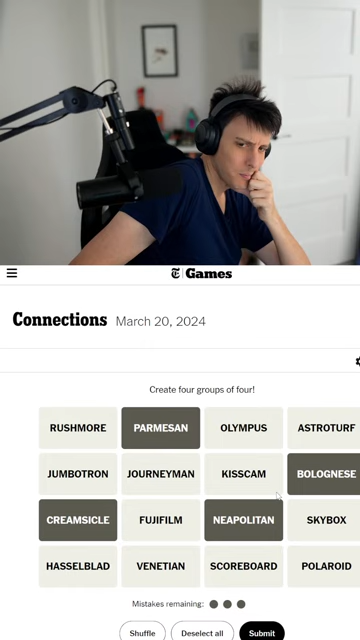 Games
Connections March 20, 2024
Create four groups of four!
RUSHMORE PARMESAN OLYMPUS ASTROTURF
JUMBOTRON JOURNEYMAN KISSCAM BOLOGNESE
CREAMSICLE FUJIFILM NEAPOLITAN SKYBOX
HASSELBLAD VENETIAN SCOREBOARD POLAROID
Mistakes remaining:
Shuffle Deselect all Submit